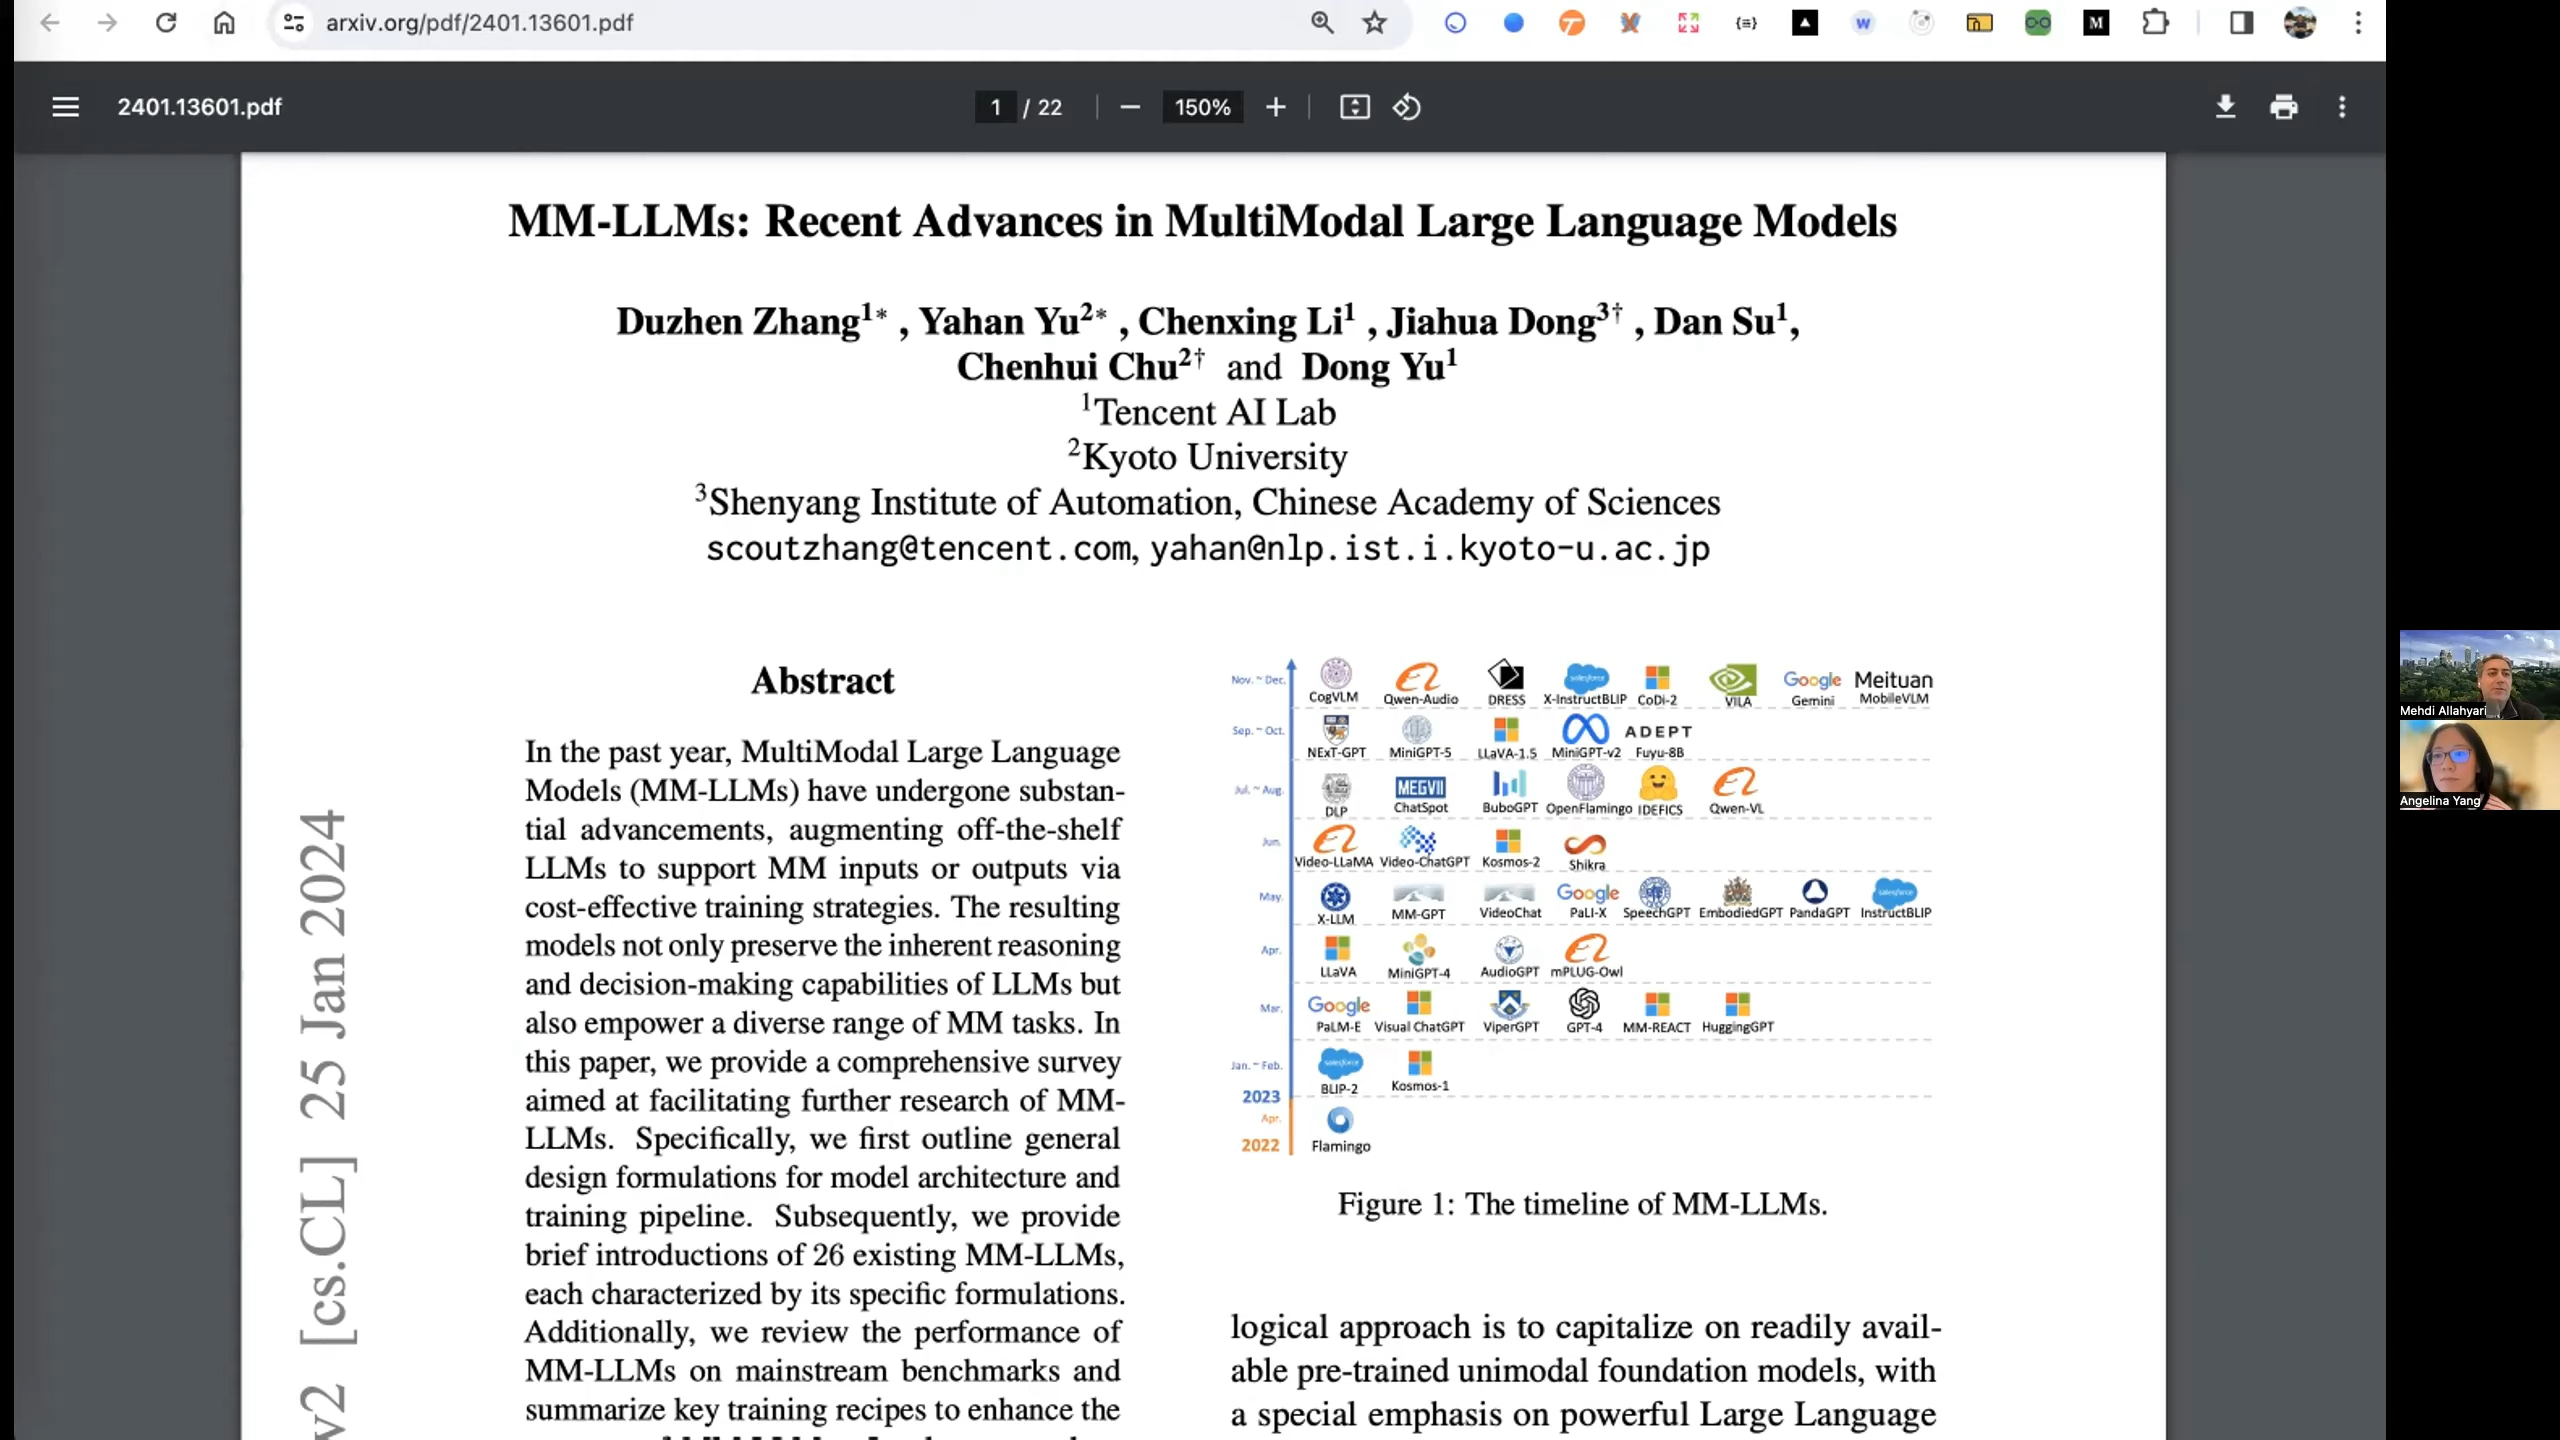 arxiv.org/pdf/2401.13601.pdf
2401.13601.pdf
1 / 22
150%
MM-LLMs: Recent Advances in MultiModal Large Language Models
Duzhen Zhang1* , Yahan Yu2* , Chenxing Li1 , Jiahua Dong3† , Dan Su1,
Chenhui Chu2† and Dong Yu1
1Tencent AI Lab
2Kyoto University
3Shenyang Institute of Automation, Chinese Academy of Sciences
scoutzhang@tencent.com, yahan@nlp.ist.i.kyoto-u.ac.jp
v2 [cs.CL] 25 Jan 2024
Abstract
In the past year, MultiModal Large Language
Models (MM-LLMs) have undergone substan-
tial advancements, augmenting off-the-shelf
LLMs to support MM inputs or outputs via
cost-effective training strategies. The resulting
models not only preserve the inherent reasoning
and decision-making capabilities of LLMs but
also empower a diverse range of MM tasks. In
this paper, we provide a comprehensive survey
aimed at facilitating further research of MM-
LLMs. Specifically, we first outline general
design formulations for model architecture and
training pipeline. Subsequently, we provide
brief introductions of 26 existing MM-LLMs,
each characterized by its specific formulations.
Additionally, we review the performance of
MM-LLMs on mainstream benchmarks and
summarize key training recipes to enhance the
Nov. ~ Dec.
Google Meituan
CogVLM Qwen-Audio DRESS X-InstructBLIP CoDi-2 VILA Gemini MobileVLM
Sep. ~ Oct.
ADEPT
NExT-GPT MiniGPT-5 LLaVA-1.5 MiniGPT-v2 Fuyu-8B
Jul. ~ Aug.
MEGVII
DLP ChatSpot BuboGPT OpenFlamingo IDEFICS Qwen-VL
Jun.
Video-LLaMA Video-ChatGPT Kosmos-2 Shikra
May.
Google salesforce
X-LLM MM-GPT VideoChat PaLI-X SpeechGPT EmbodiedGPT PandaGPT InstructBLIP
Apr.
LLaVA MiniGPT-4 AudioGPT mPLUG-Owl
Mar.
Google
PaLM-E Visual ChatGPT ViperGPT GPT-4 MM-REACT HuggingGPT
Jan. ~ Feb.
salesforce
BLIP-2 Kosmos-1
2023
Apr.
2022
Flamingo
Figure 1: The timeline of MM-LLMs.
logical approach is to capitalize on readily avail-
able pre-trained unimodal foundation models, with
a special emphasis on powerful Large Language
Mehdi Allahyari
Angelina Yang